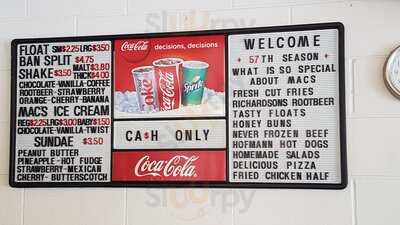 FLOAT SM$2.25 LRG$3.50
BAN SPLIT $4.75
SHAKE $3.50 MALT$3.80
THICK$4.00
CHOCOLATE-VANILLA-COFFEE
ROOTBEER-STRAWBERRY
ORANGE-CHERRY-BANANA
MACS ICE CREAM
REG$2.25 LRG$3.00 BABY$1.50
CHOCOLATE-VANILLA-TWIST
SUNDAE $3.50
PEANUT BUTTER
PINEAPPLE-HOT FUDGE
STRAWBERRY-MEXICAN
CHERRY-BUTTERSCOTCH
Coca-Cola decisions, decisions
Coke
Coca-Cola
Sprite
CA$H ONLY
Coca-Cola
WELCOME
57TH SEASON
WHAT IS SO SPECIAL
ABOUT MACS
FRESH CUT FRIES
RICHARDSONS ROOTBEER
TASTY FLOATS
HONEY BUNS
NEVER FROZEN BEEF
HOFMANN HOT DOGS
HOMEMADE SALADS
DELICIOUS PIZZA
FRIED CHICKEN HALF
Sluurpy
Sluurpy